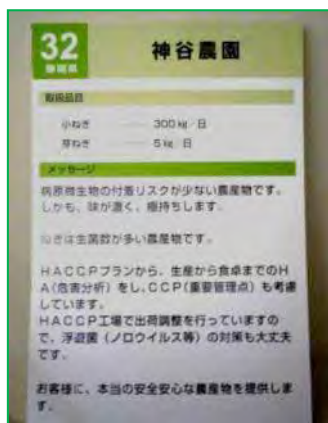 32
静岡県
神谷農園
取扱品目
小ねぎ ―― 300kg/日
芽ねぎ ―― 5kg/日
メッセージ
病原微生物の付着リスクが少ない農産物です。
しかも、味が濃く、極持ちします。
ねぎは生菌数が多い農産物です。
HACCPプランから、生産から食卓までのH
A(危害分析)をし、CCP(重要管理点)も考慮
しています。
HACCP工場で出荷調整を行っていますの
で、浮遊菌(ノロウイルス等)の対策も大丈夫
です。
お客様に、本当の安全安心な農産物を提供しま
す。